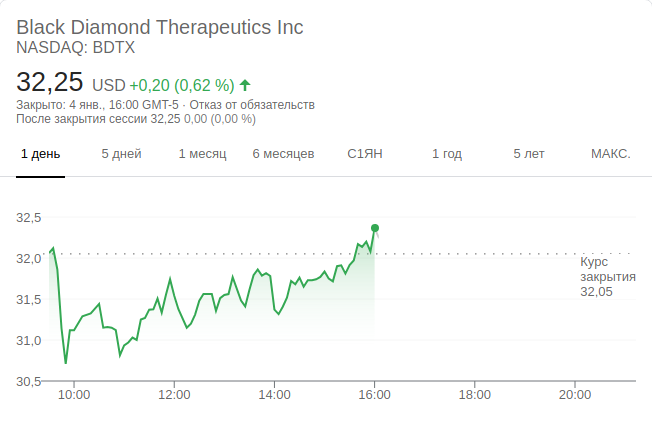 Black Diamond Therapeutics Inc
NASDAQ: BDTX
32,25 USD +0,20 (0,62 %)
Закрыто: 4 янв., 16:00 GMT-5 · Отказ от обязательств
После закрытия сессии 32,25 0,00 (0,00 %)
1 день 5 дней 1 месяц 6 месяцев С1ЯН 1 год 5 лет МАКС.
32,5
32,0
31,5
31,0
30,5
Курс
закрытия
32,05
10:00 12:00 14:00 16:00 18:00 20:00